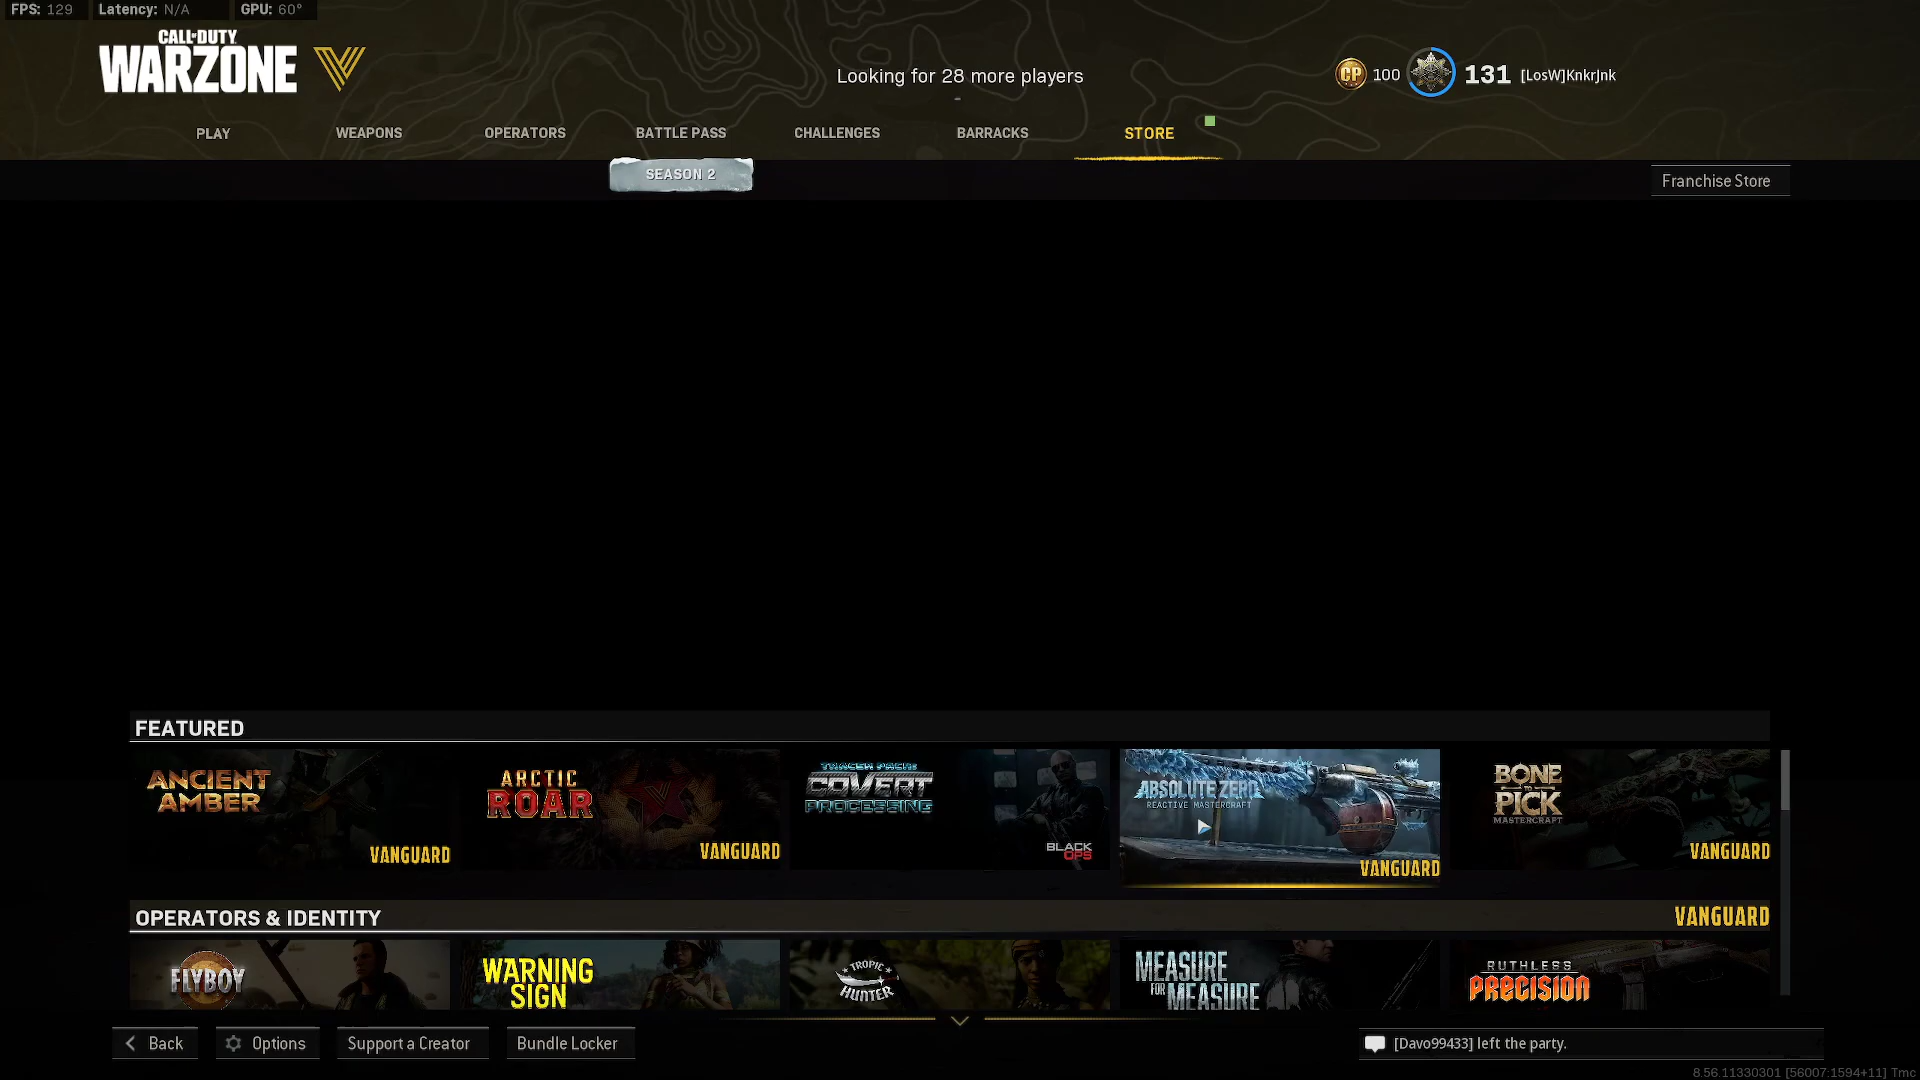 FPS: 129 Latency: N/A GPU: 60°
CALL OF DUTY
WARZONE
Looking for 28 more players
CP 100 131 [LosW]KnkrJnk
PLAY WEAPONS OPERATORS BATTLE PASS CHALLENGES BARRACKS STORE
SEASON 2
Franchise Store
FEATURED
ANCIENT
AMBER
VANGUARD
ARCTIC
ROAR
VANGUARD
TRACER PACK:
COVERT
PROCESSING
BLACK
OPS
ABSOLUTE ZERO
REACTIVE MASTERCRAFT
VANGUARD
BONE
TO
PICK
MASTERCRAFT
VANGUARD
OPERATORS & IDENTITY VANGUARD
FLYBOY
WARNING
SIGN
TROPIC
HUNTER
MEASURE
FOR MEASURE
RUTHLESS
PRECISION
Back Options Support a Creator Bundle Locker
[Davo99433] left the party.
8.56.11330301 [56007:1594+11] Tmc